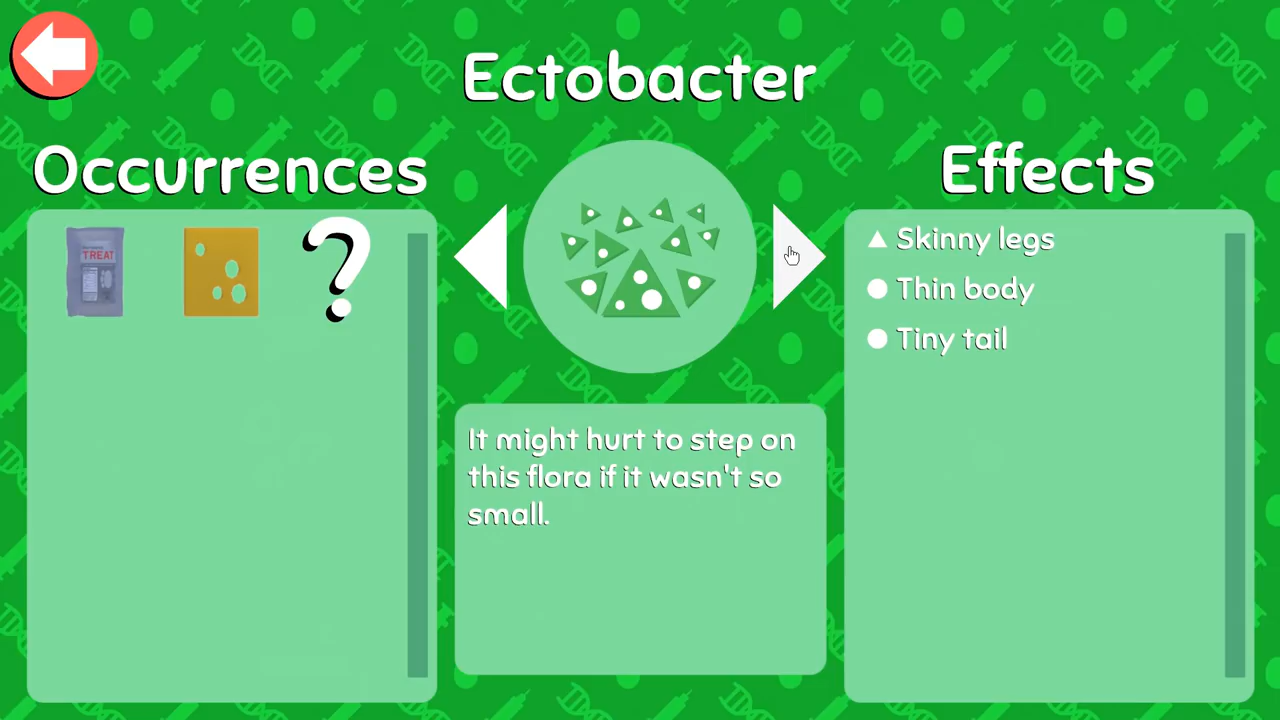 Ectobacter
Occurrences
TREAT
?
It might hurt to step on
this flora if it wasn't so
small.
Effects
Skinny legs
Thin body
Tiny tail